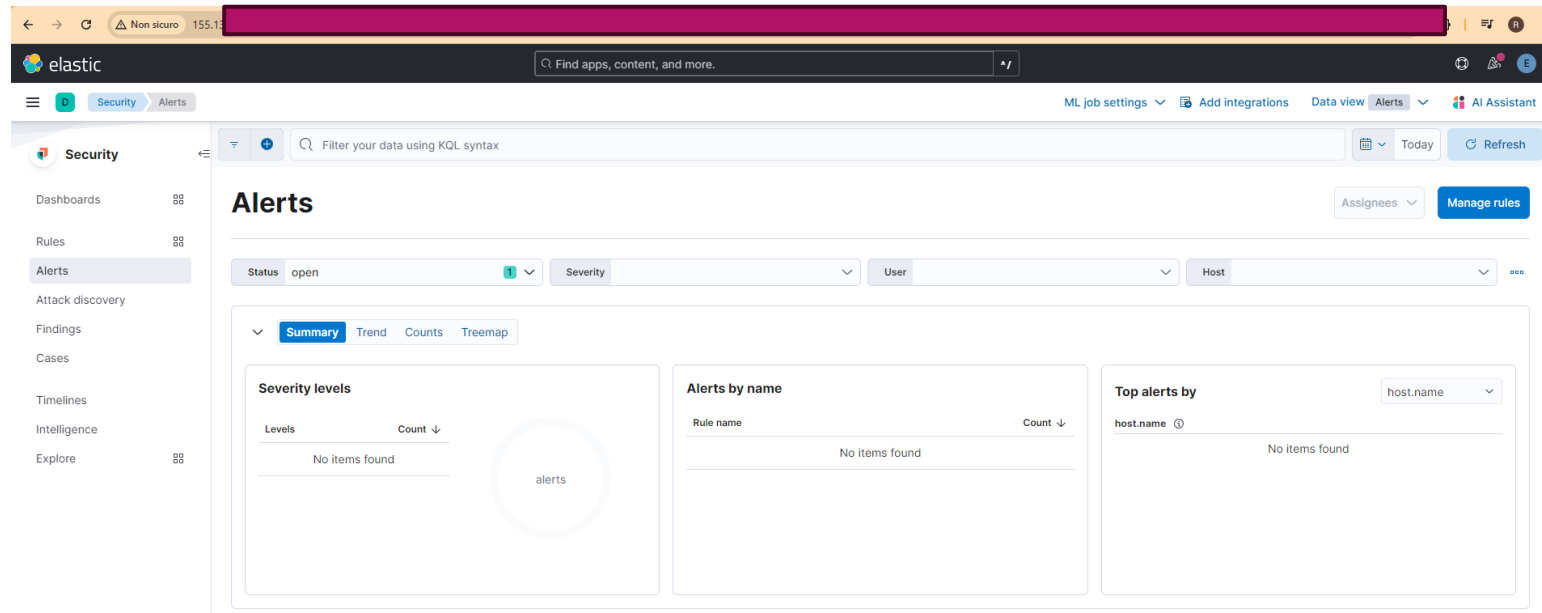 Non sicuro 155.13
R
elastic
Find apps, content, and more. ^/
E
D Security Alerts ML job settings Add integrations Data view Alerts AI Assistant
Security
Filter your data using KQL syntax Today Refresh
Dashboards
Alerts Assignees Manage rules
Rules
Alerts
Status open 1 Severity User Host
Attack discovery
Findings
Summary Trend Counts Treemap
Cases
Timelines
Intelligence
Explore
Severity levels
Levels Count
No items found
alerts
Alerts by name
Rule name Count
No items found
Top alerts by host.name
host.name
No items found